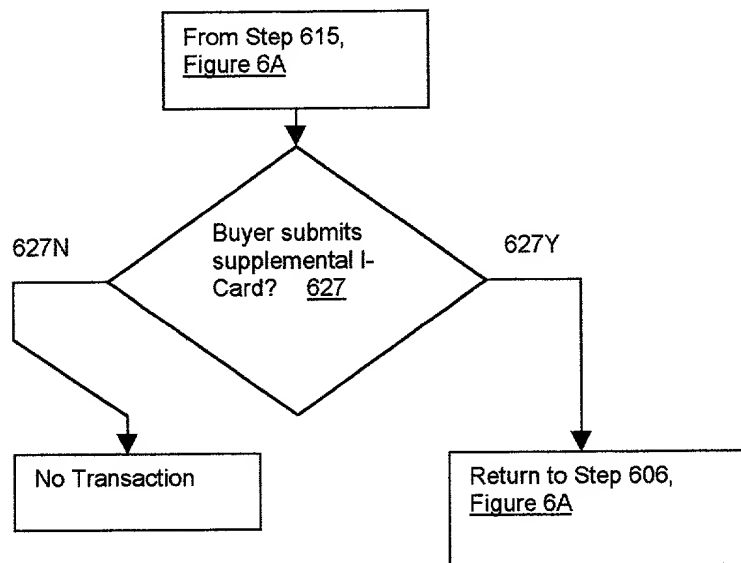 From Step 615,
Figure 6A
Buyer submits
supplemental I-
Card? 627
627N
627Y
No Transaction
Return to Step 606,
Figure 6A